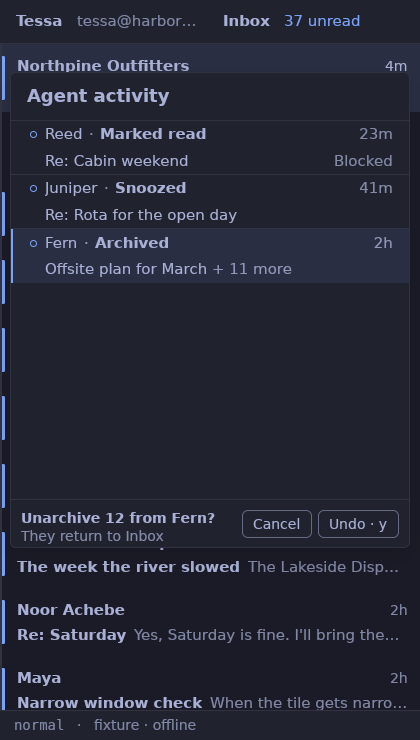 Tessa tessa@harbor… Inbox 37 unread
Northpine Outfitters 4m
Agent activity
Reed · Marked read 23m
Re: Cabin weekend Blocked
Juniper · Snoozed 41m
Re: Rota for the open day
Fern · Archived 2h
Offsite plan for March + 11 more
Unarchive 12 from Fern? Cancel Undo · y
They return to Inbox
The week the river slowed The Lakeside Disp…
Noor Achebe 2h
Re: Saturday Yes, Saturday is fine. I'll bring the…
Maya 2h
Narrow window check When the tile gets narro…
normal · fixture · offline